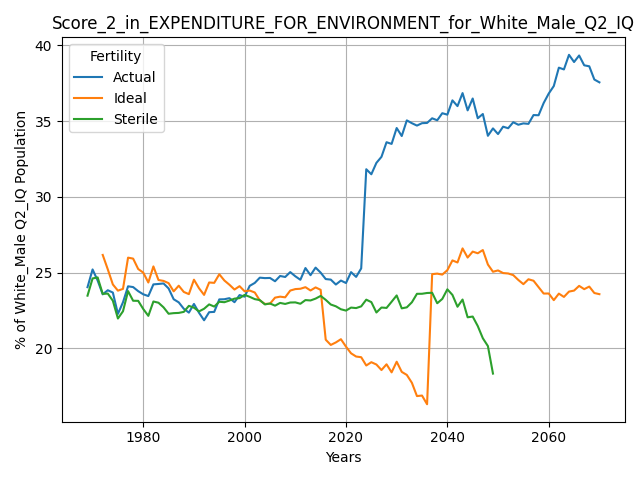 Score_2_in_EXPENDITURE_FOR_ENVIRONMENT_for_White_Male_Q2_IQ
Fertility
Actual
Ideal
Sterile
% of White_Male Q2_IQ Population
40
35
30
25
20
1980
2000
2020
2040
2060
Years